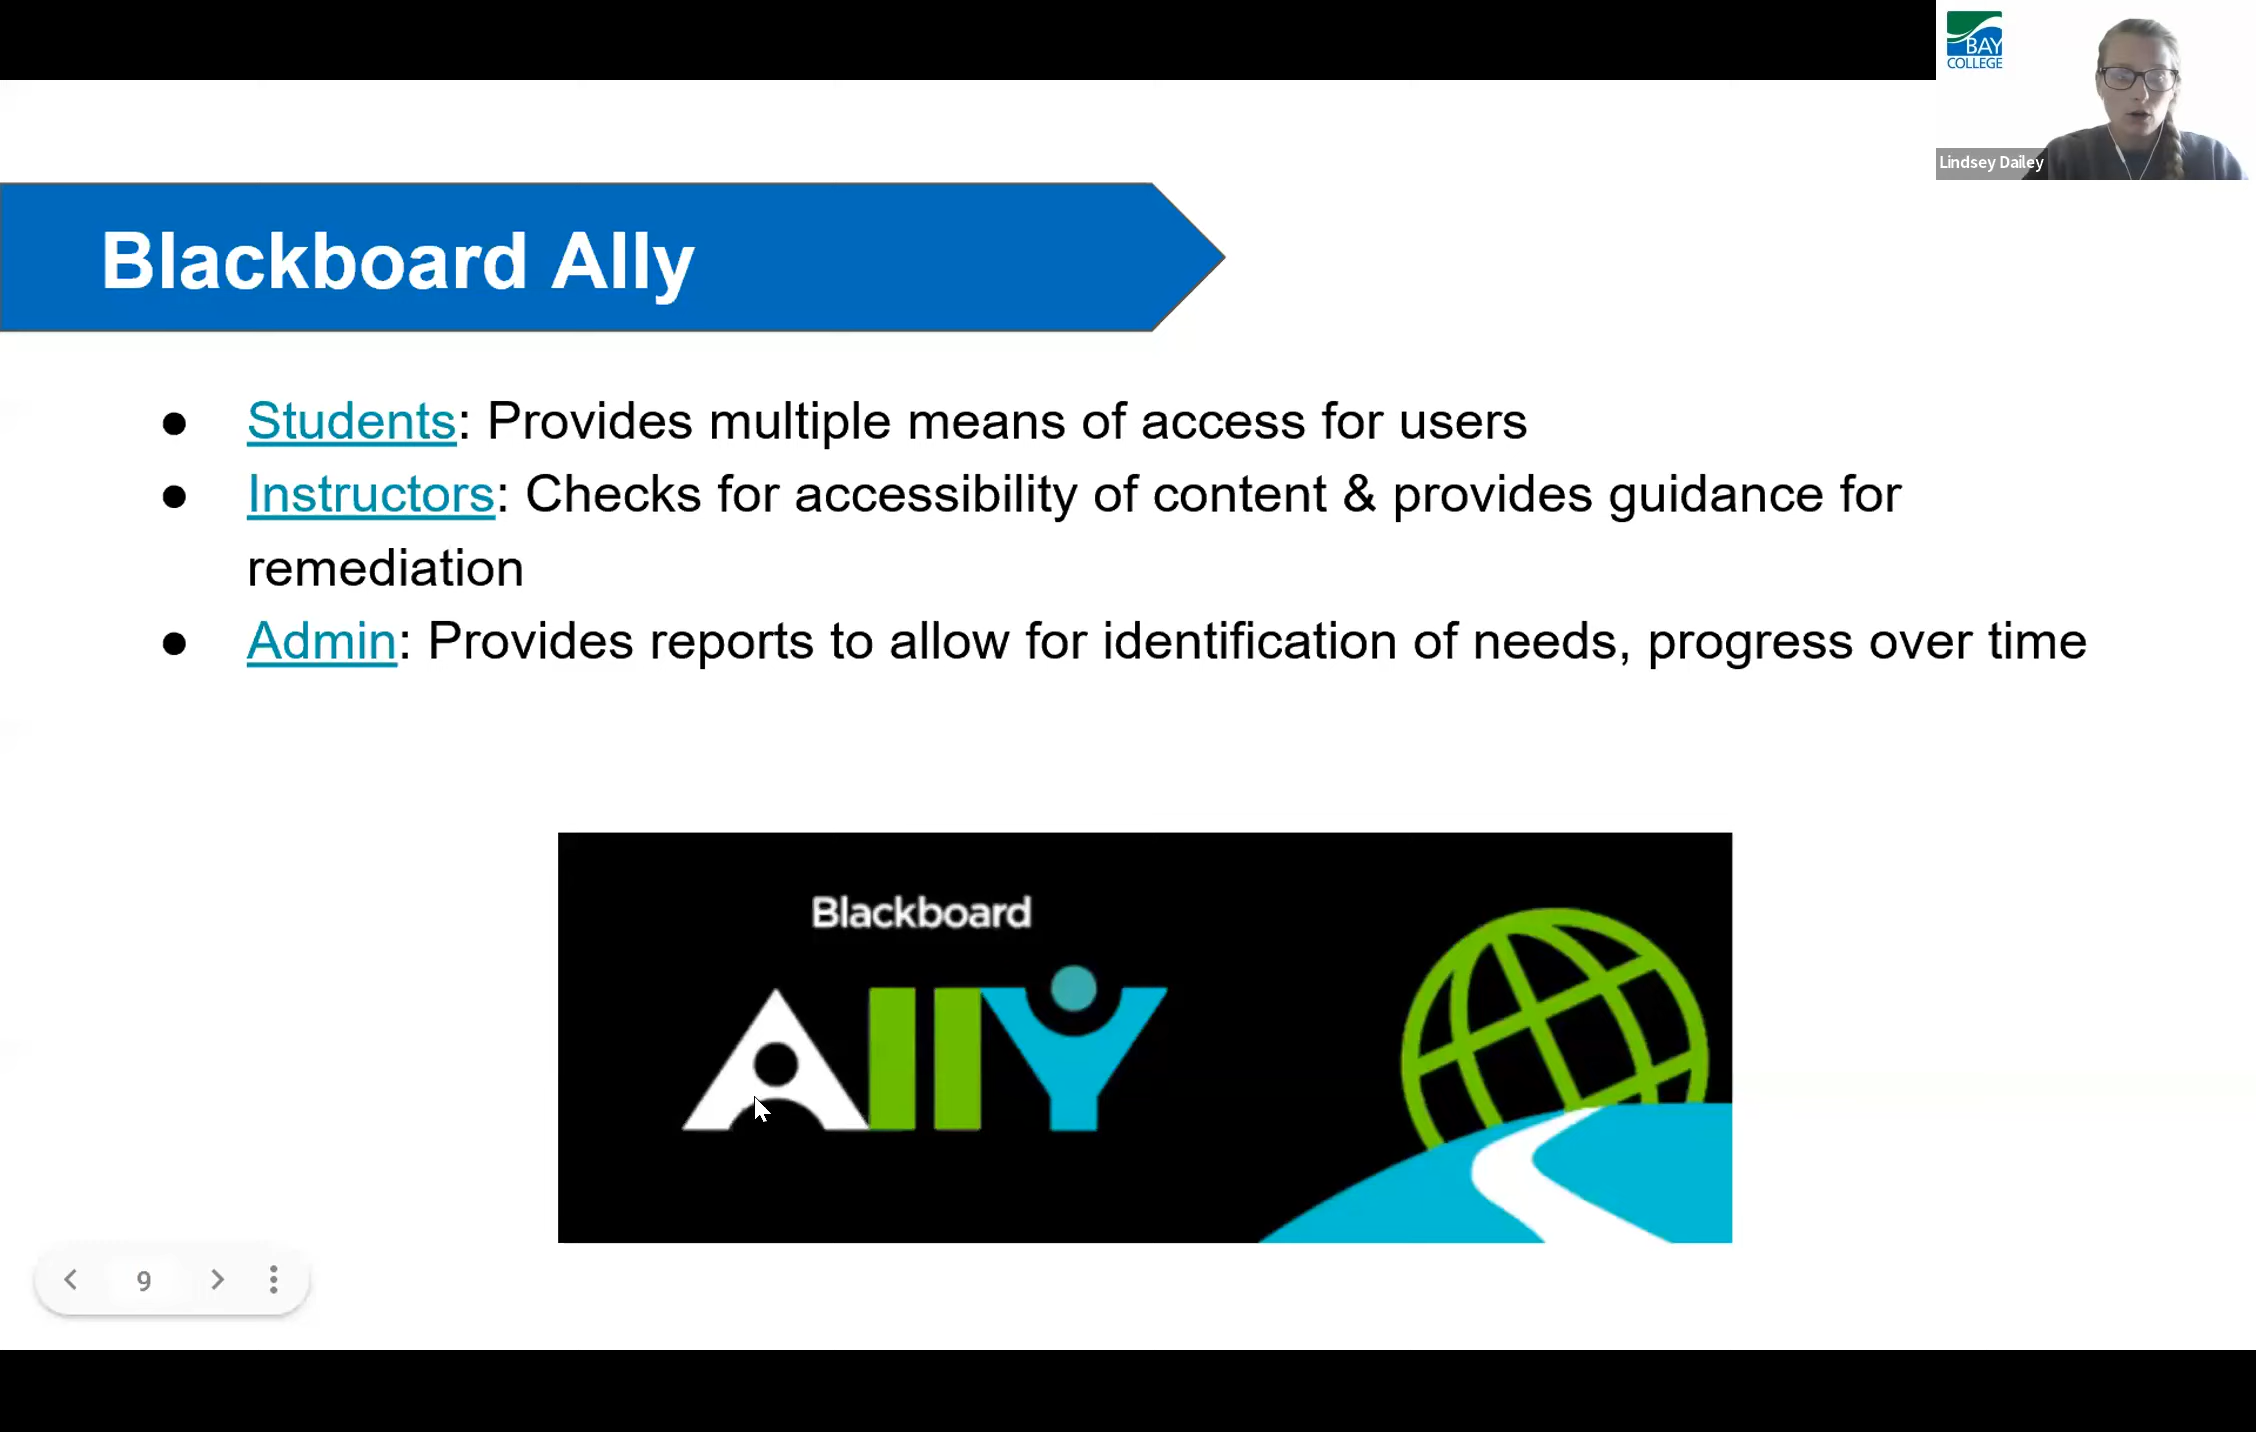 BAY
COLLEGE
Lindsey Dailey
Blackboard Ally
● Students: Provides multiple means of access for users
● Instructors: Checks for accessibility of content & provides guidance for
remediation
● Admin: Provides reports to allow for identification of needs, progress over time
Blackboard
Ally
9